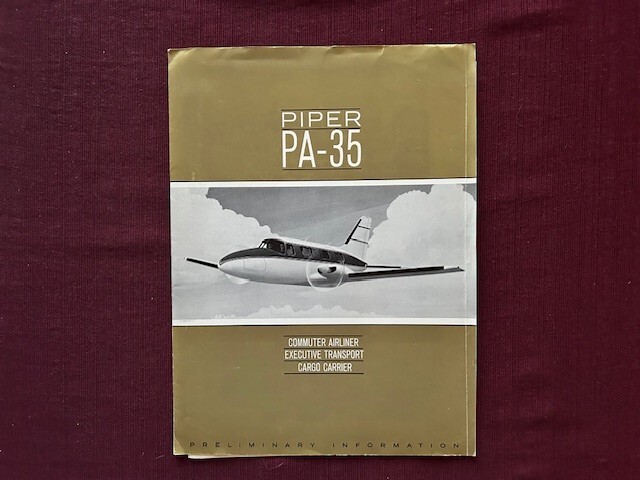 PIPER
PA-35
COMMUTER AIRLINER
EXECUTIVE TRANSPORT
CARGO CARRIER
PRELIMINARY INFORMATION